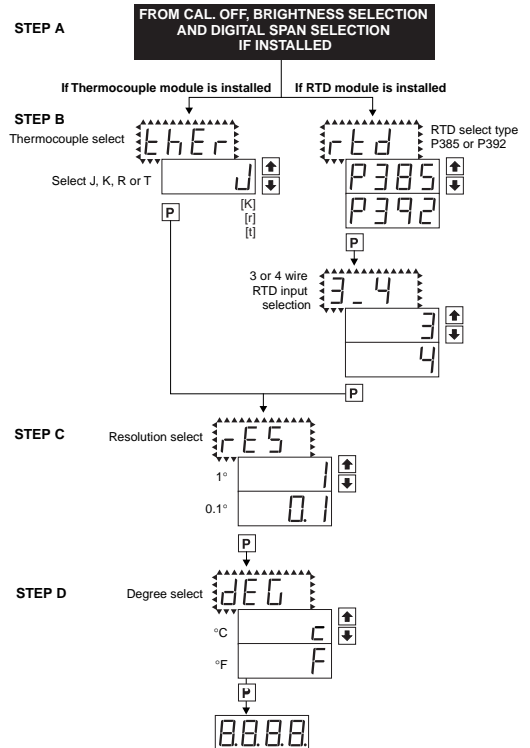 STEP A
FROM CAL. OFF, BRIGHTNESS SELECTION
AND DIGITAL SPAN SELECTION
IF INSTALLED
If Thermocouple module is installed
If RTD module is installed
STEP B
Thermocouple select
thEr
Select J, K, R or T
J
[K]
[r]
[t]
P
rtd
RTD select type
P385 or P392
P385
P392
P
3 or 4 wire
RTD input
selection
3_4
3
4
P
STEP C
Resolution select
rES
1°
1
0.1°
0.1
P
STEP D
Degree select
dEG
°C
c
°F
F
P
8.8.8.8.